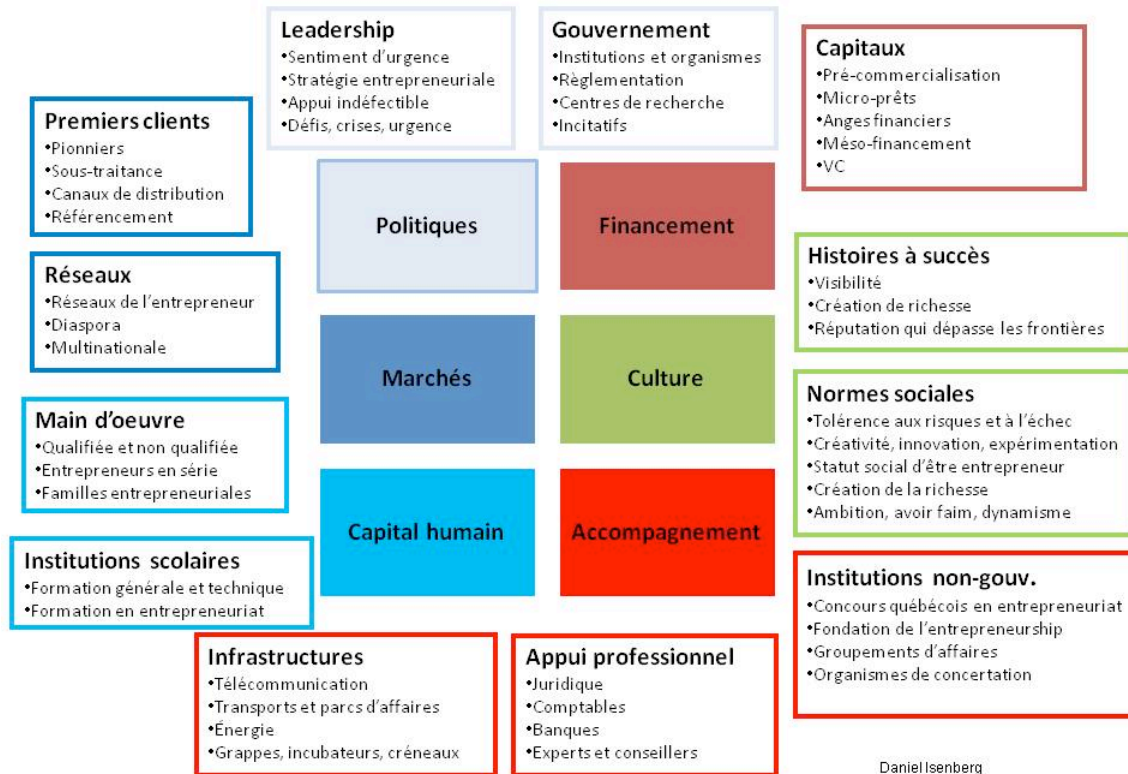 Leadership
•Sentiment d'urgence
•Stratégie entrepreneuriale
•Appui indéfectible
•Défis, crises, urgence
Gouvernement
•Institutions et organismes
•Règlementation
•Centres de recherche
•Incitatifs
Capitaux
•Pré-commercialisation
•Micro-prêts
•Anges financiers
•Méso-financement
•VC
Premiers clients
•Pionniers
•Sous-traitance
•Canaux de distribution
•Référencement
Politiques
Financement
Réseaux
•Réseaux de l'entrepreneur
•Diaspora
•Multinationale
Histoires à succès
•Visibilité
•Création de richesse
•Réputation qui dépasse les frontières
Marchés
Culture
Main d'oeuvre
•Qualifiée et non qualifiée
•Entrepreneurs en série
•Familles entrepreneuriales
Normes sociales
•Tolérence aux risques et à l'échec
•Créativité, innovation, expérimentation
•Statut social d'être entrepreneur
•Création de la richesse
•Ambition, avoir faim, dynamisme
Capital humain
Accompagnement
Institutions scolaires
•Formation générale et technique
•Formation en entrepreneuriat
Institutions non-gouv.
•Concours québécois en entrepreneuriat
•Fondation de l'entrepreneurship
•Groupements d'affaires
•Organismes de concertation
Infrastructures
•Télécommunication
•Transports et parcs d'affaires
•Énergie
•Grappes, incubateurs, créneaux
Appui professionnel
•Juridique
•Comptables
•Banques
•Experts et conseillers
Daniel Isenberg